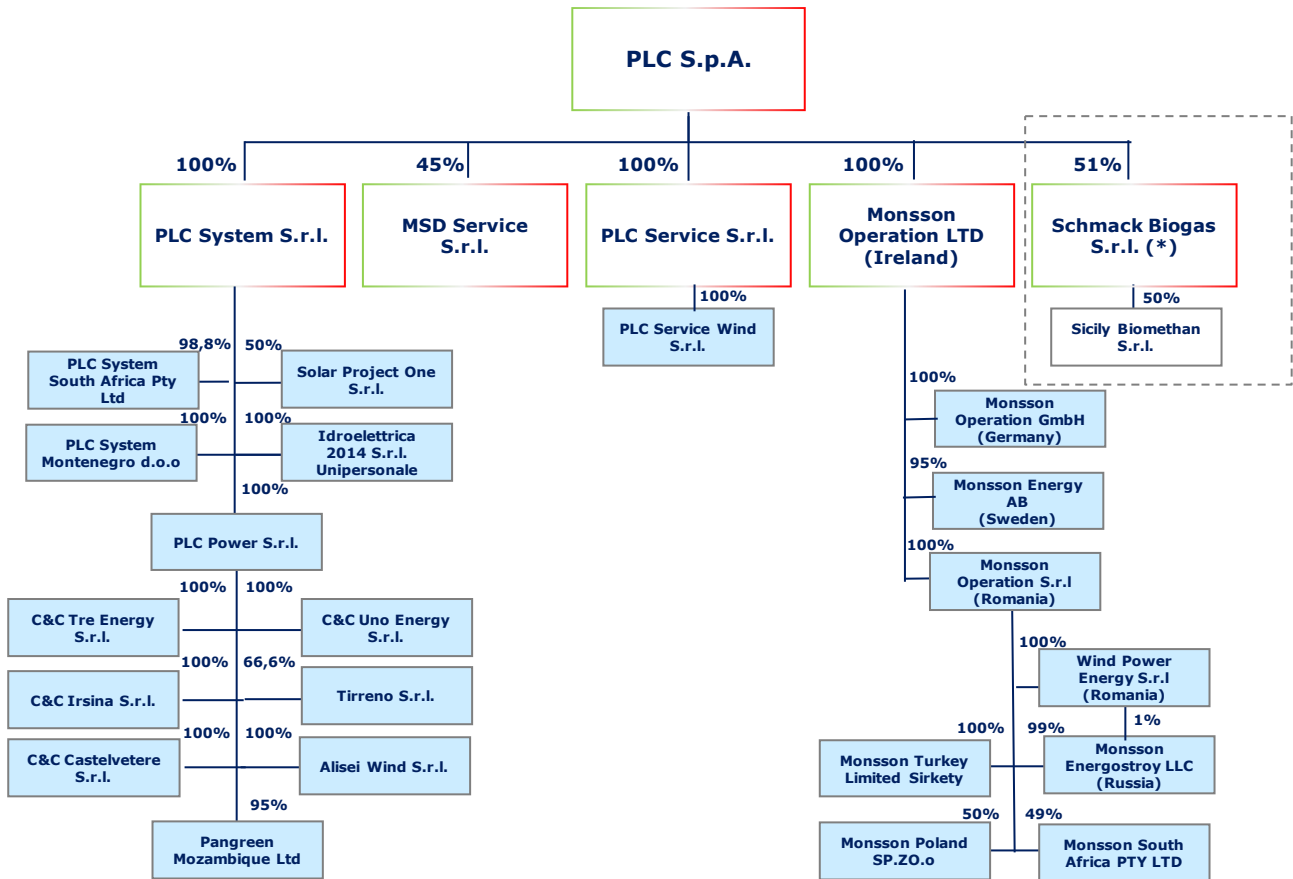 PLC S.p.A.
100%
45%
100%
100%
51%
PLC System S.r.l.
MSD Service
S.r.l.
PLC Service S.r.l.
Monsson
Operation LTD
(Ireland)
Schmack Biogas
S.r.l. (*)
100%
PLC Service Wind
S.r.l.
50%
Sicily Biomethan
S.r.l.
98,8%
50%
PLC System
South Africa Pty
Ltd
Solar Project One
S.r.l.
100%
100%
PLC System
Montenegro d.o.o
Idroelettrica
2014 S.r.l.
Unipersonale
100%
PLC Power S.r.l.
100%
100%
C&C Tre Energy
S.r.l.
C&C Uno Energy
S.r.l.
100%
66,6%
C&C Irsina S.r.l.
Tirreno S.r.l.
100%
100%
C&C Castelvetere
S.r.l.
Alisei Wind S.r.l.
95%
Pangreen
Mozambique Ltd
100%
Monsson
Operation GmbH
(Germany)
95%
Monsson Energy
AB
(Sweden)
100%
Monsson
Operation S.r.l
(Romania)
100%
Wind Power
Energy S.r.l
(Romania)
1%
100%
99%
Monsson Turkey
Limited Sirkety
Monsson
Energostroy LLC
(Russia)
50%
49%
Monsson Poland
SP.ZO.o
Monsson South
Africa PTY LTD